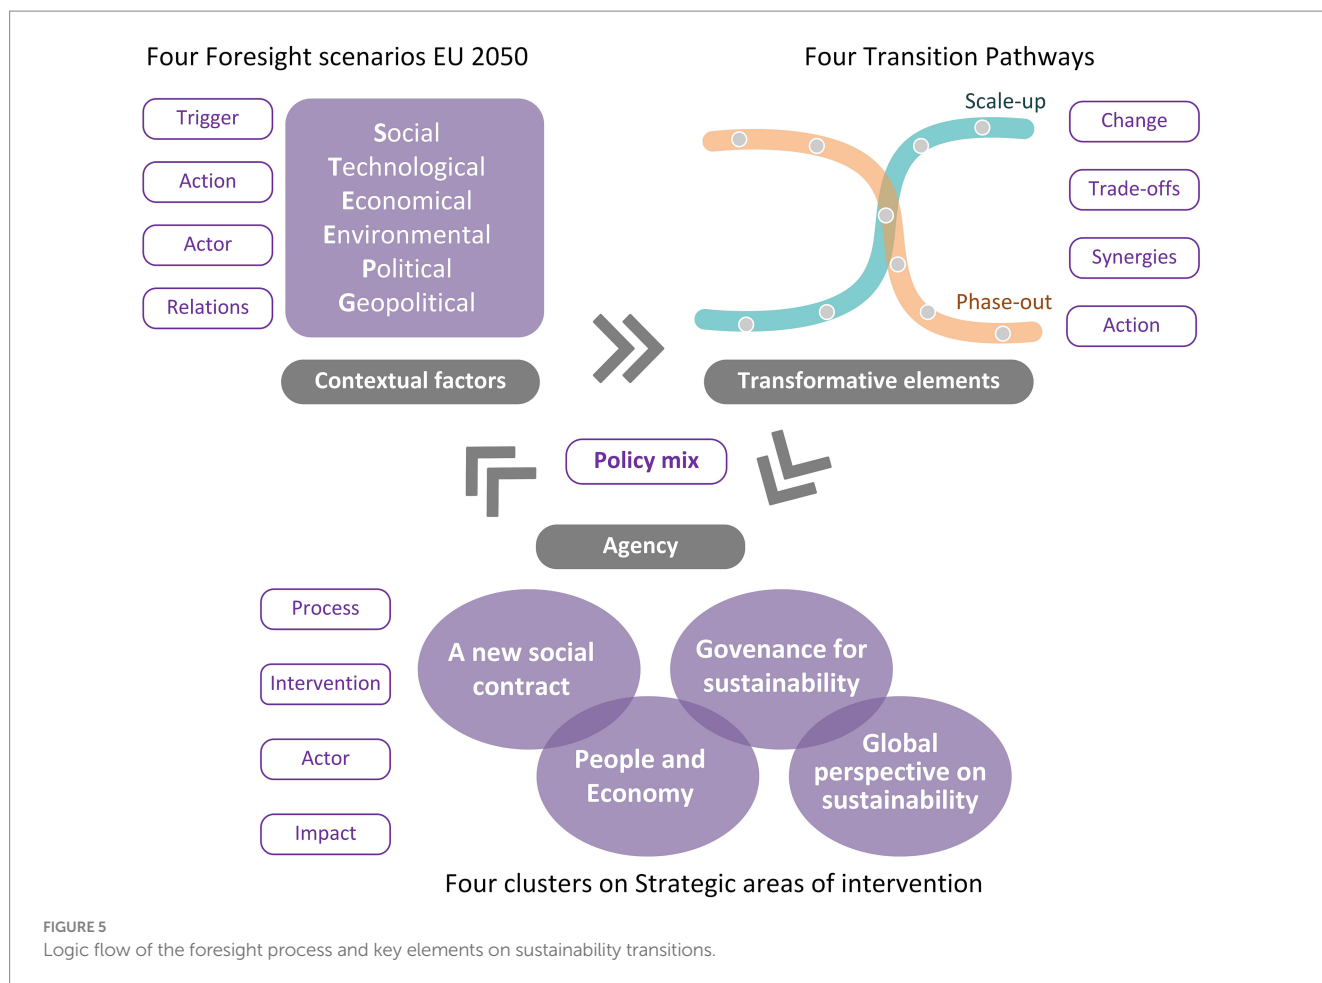 Four Foresight scenarios EU 2050
Trigger
Action
Actor
Relations
Social
Technological
Economical
Environmental
Political
Geopolitical
Contextual factors
Four Transition Pathways
Scale-up
Phase-out
Change
Trade-offs
Synergies
Action
Transformative elements
Policy mix
Agency
Process
Intervention
Actor
Impact
A new social
contract
Govenance for
sustainability
People and
Economy
Global
perspective on
sustainability
Four clusters on Strategic areas of intervention
FIGURE 5
Logic flow of the foresight process and key elements on sustainability transitions.